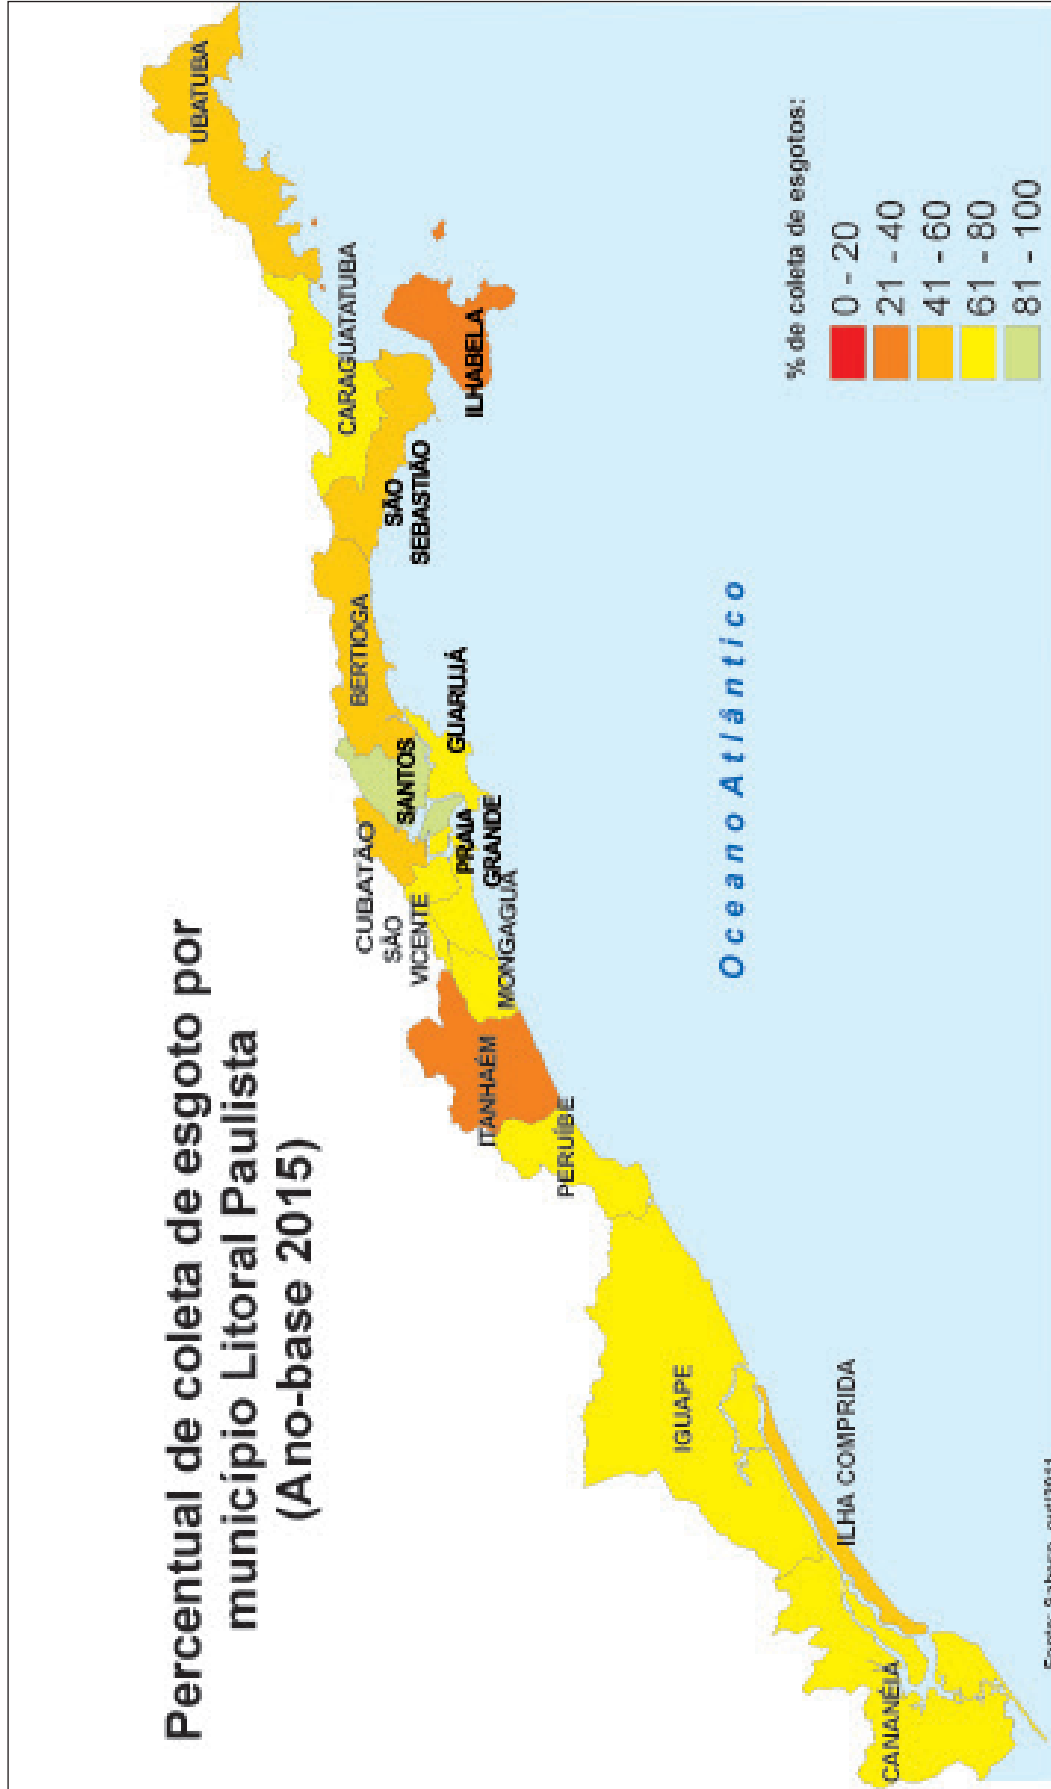 Percentual de coleta de esgoto por
município Litoral Paulista
(Ano-base 2015)
UBATUBA
CARAGUATATUBA
ILHABELA
SÃO
SEBASTIÃO
BERTIOGA
GUARUJÁ
SANTOS
CUBATÃO
PRAIA
GRANDE
SÃO
VICENTE
MONGAGUÁ
ITANHAÉM
PERUÍBE
IGUAPE
ILHA COMPRIDA
CANANÉIA
Oceano Atlântico
% de coleta de esgotos:
0 - 20
21 - 40
41 - 60
61 - 80
81 - 100